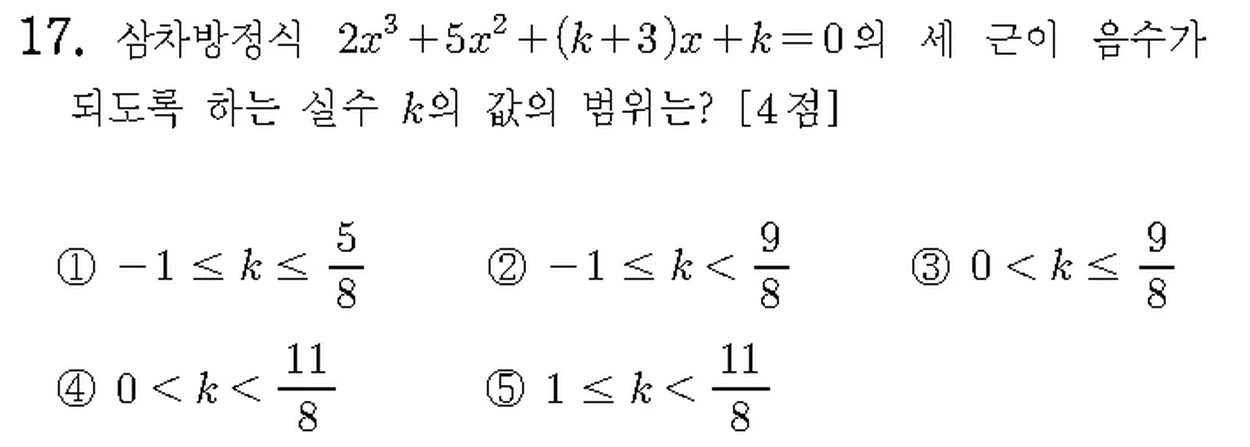 17. 삼차방정식 2x³+5x²+(k+3)x+k=0의 세 근이 음수가
되도록 하는 실수 k의 값의 범위는? [4점]
① −1 ≤ k ≤ 5/8 ② −1 ≤ k < 9/8 ③ 0 < k ≤ 9/8
④ 0 < k < 11/8 ⑤ 1 ≤ k < 11/8